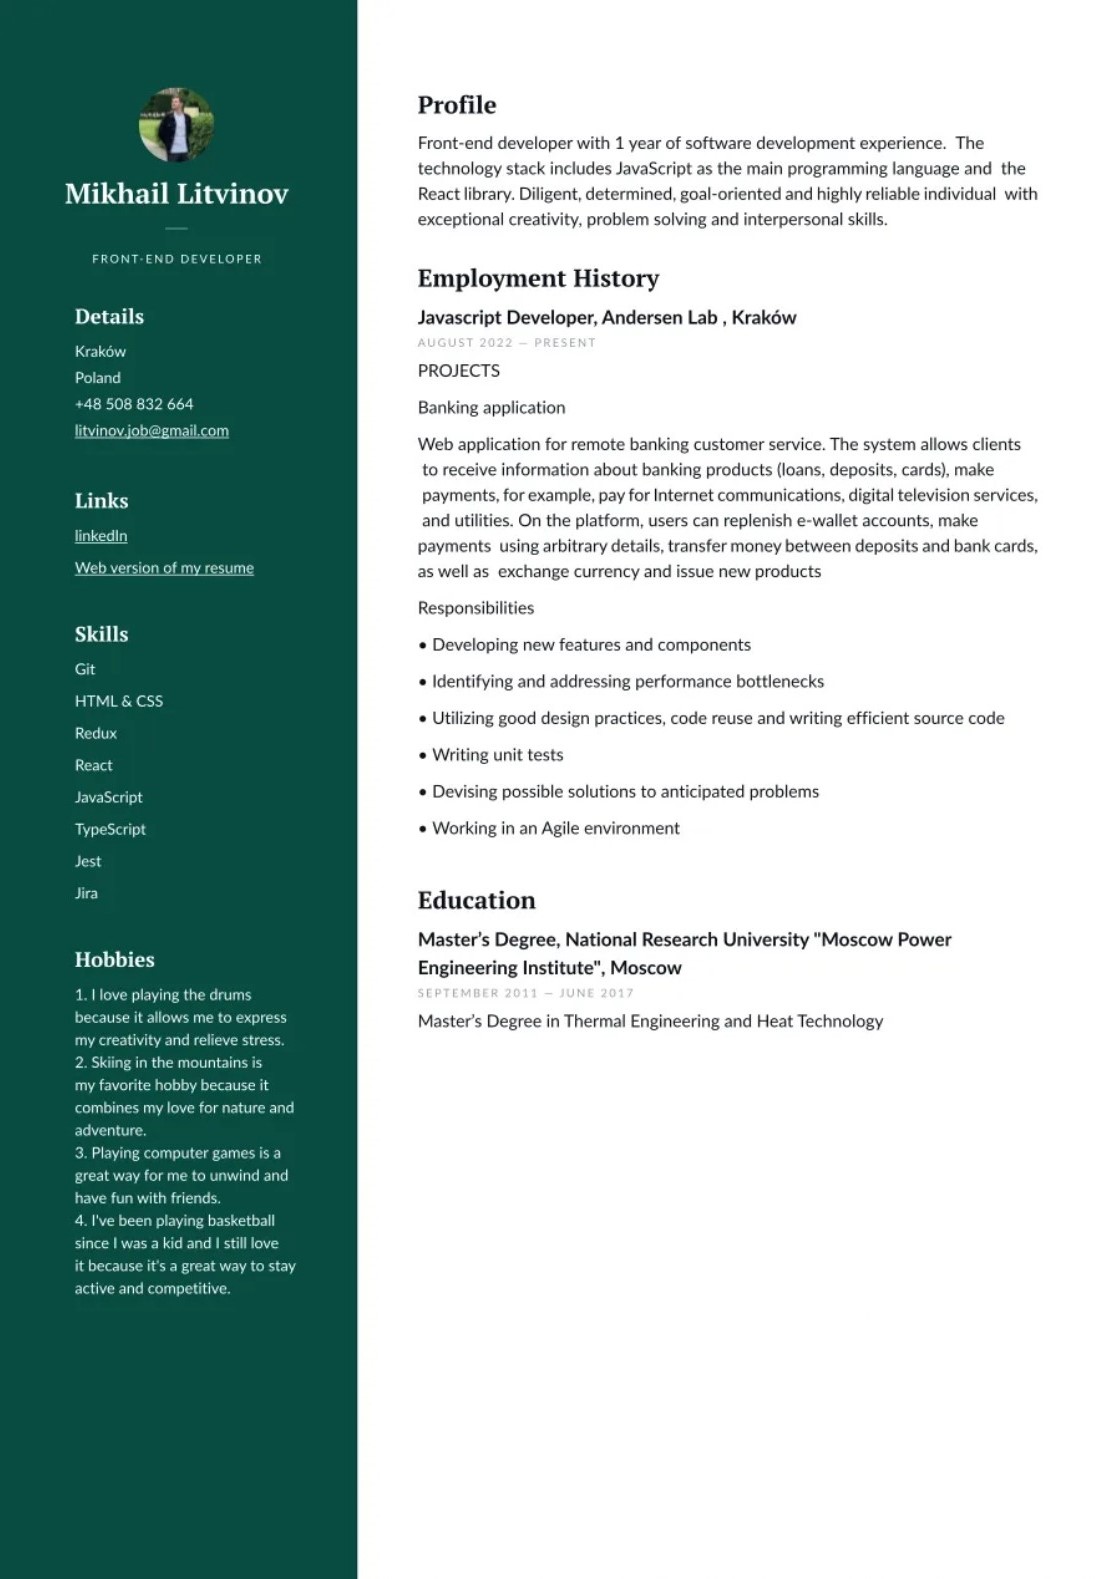 Mikhail Litvinov
FRONT-END DEVELOPER
Details
Kraków
Poland
+48 508 832 664
litvinov.job@gmail.com
Links
linkedIn
Web version of my resume
Skills
Git
HTML & CSS
Redux
React
JavaScript
TypeScript
Jest
Jira
Hobbies
1. I love playing the drums
because it allows me to express
my creativity and relieve stress.
2. Skiing in the mountains is
my favorite hobby because it
combines my love for nature and
adventure.
3. Playing computer games is a
great way for me to unwind and
have fun with friends.
4. I've been playing basketball
since I was a kid and I still love
it because it's a great way to stay
active and competitive.
Profile
Front-end developer with 1 year of software development experience.  The
technology stack includes JavaScript as the main programming language and  the
React library. Diligent, determined, goal-oriented and highly reliable individual  with
exceptional creativity, problem solving and interpersonal skills.
Employment History
Javascript Developer, Andersen Lab , Kraków
AUGUST 2022 — PRESENT
PROJECTS
Banking application
Web application for remote banking customer service. The system allows clients
to receive information about banking products (loans, deposits, cards), make
payments, for example, pay for Internet communications, digital television services,
and utilities. On the platform, users can replenish e-wallet accounts, make
payments  using arbitrary details, transfer money between deposits and bank cards,
as well as  exchange currency and issue new products
Responsibilities
• Developing new features and components
• Identifying and addressing performance bottlenecks
• Utilizing good design practices, code reuse and writing efficient source code
• Writing unit tests
• Devising possible solutions to anticipated problems
• Working in an Agile environment
Education
Master’s Degree, National Research University "Moscow Power
Engineering Institute", Moscow
SEPTEMBER 2011 — JUNE 2017
Master’s Degree in Thermal Engineering and Heat Technology